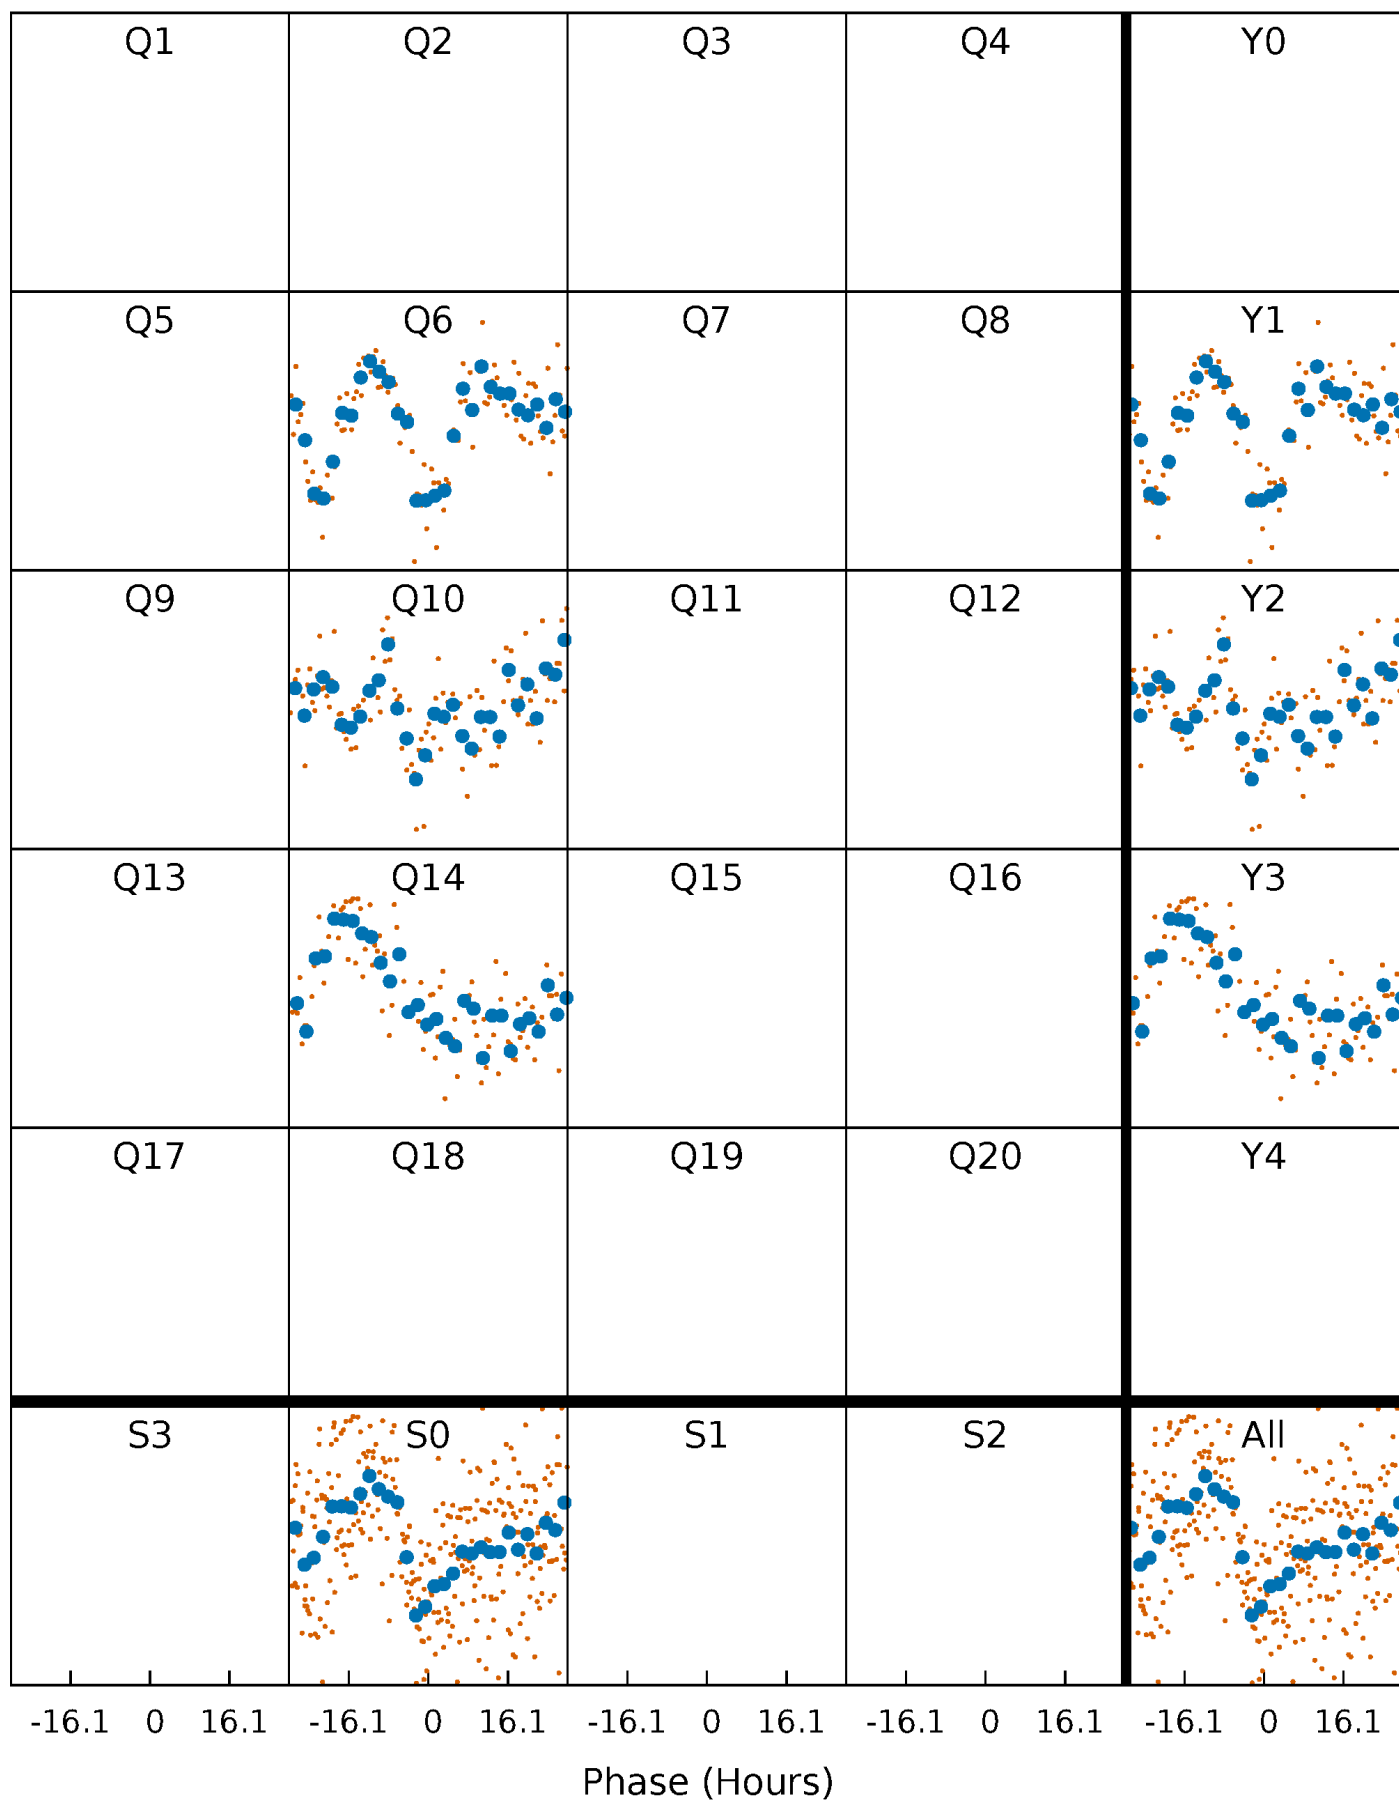 Q1 Q2 Q3 Q4 Y0
Q5 Q6 Q7 Q8 Y1
Q9 Q10 Q11 Q12 Y2
Q13 Q14 Q15 Q16 Y3
Q17 Q18 Q19 Q20 Y4
S3 S0 S1 S2 All
-16.1 0 16.1 -16.1 0 16.1 -16.1 0 16.1 -16.1 0 16.1 -16.1 0 16.1
Phase (Hours)